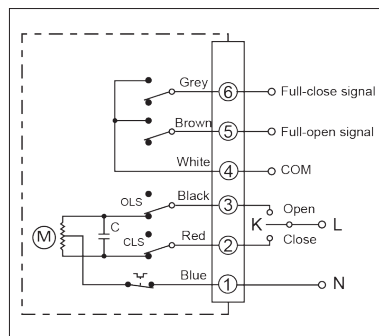 Grey 6 Full-close signal
Brown 5 Full-open signal
White 4 COM
OLS Black 3 Open
K L
C
M
CLS Red 2 Close
Blue 1 N